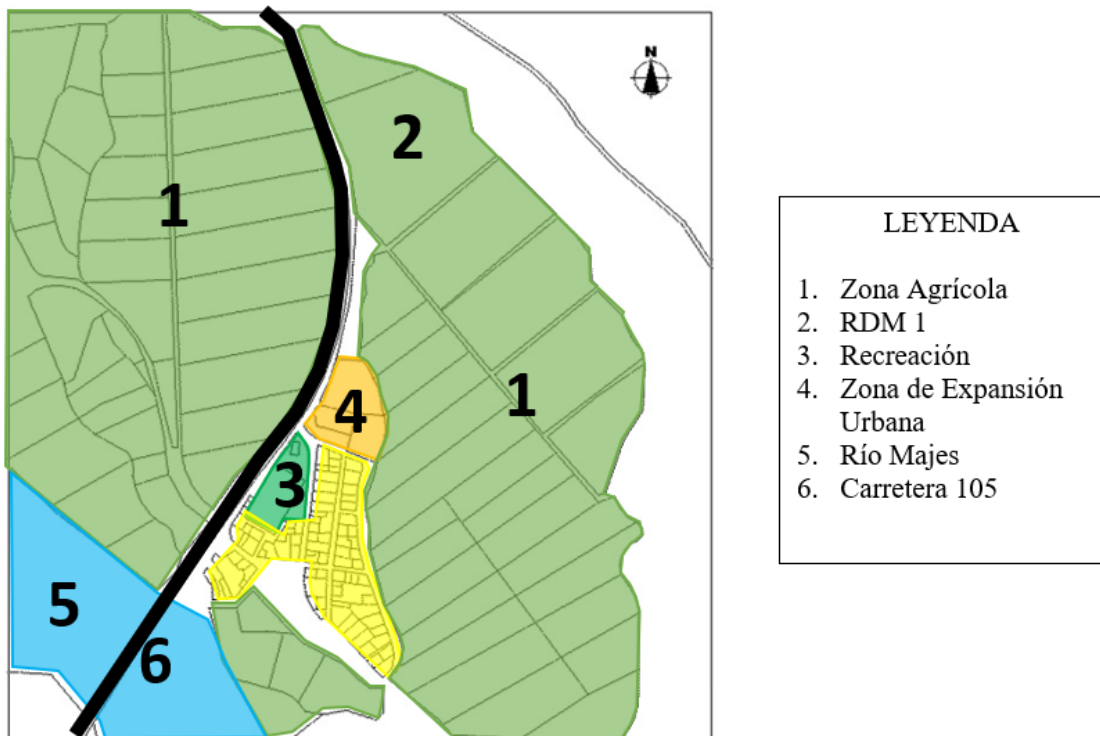 N
2
1
1
4
3
5
6
LEYENDA
1. Zona Agrícola
2. RDM 1
3. Recreación
4. Zona de Expansión
Urbana
5. Río Majes
6. Carretera 105